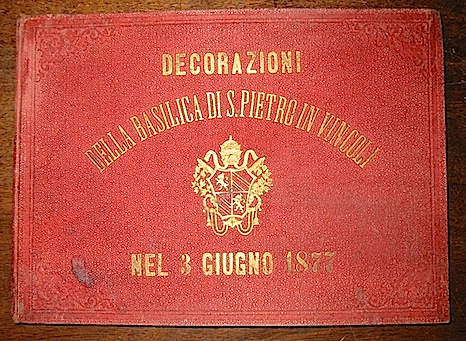 DECORAZIONI
DELLA BASILICA DI S. PIETRO IN VINCOLI
NEL 3 GIUGNO 1877